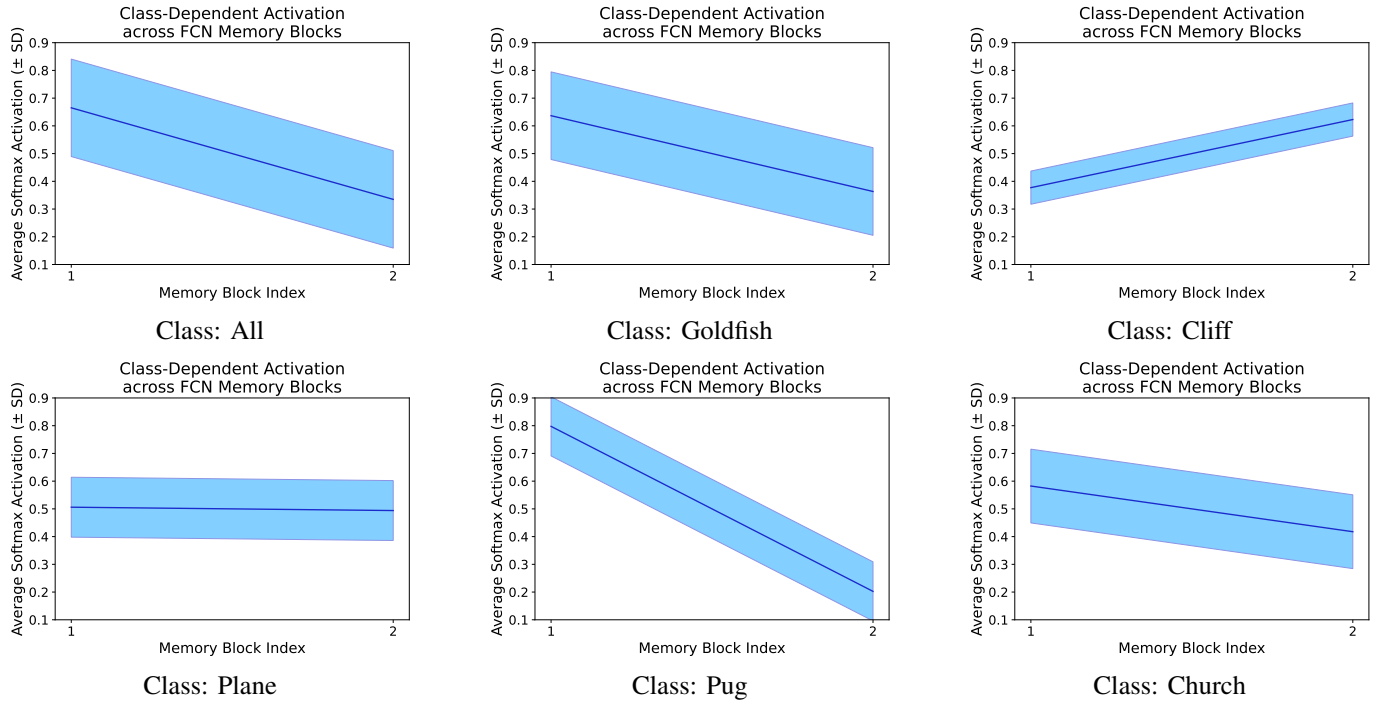 Class-Dependent Activation
across FCN Memory Blocks
Average Softmax Activation (± SD)
0.9
0.8
0.7
0.6
0.5
0.4
0.3
0.2
0.1
1
2
Memory Block Index
Class: All
Class-Dependent Activation
across FCN Memory Blocks
Average Softmax Activation (± SD)
0.9
0.8
0.7
0.6
0.5
0.4
0.3
0.2
0.1
1
2
Memory Block Index
Class: Goldfish
Class-Dependent Activation
across FCN Memory Blocks
Average Softmax Activation (± SD)
0.9
0.8
0.7
0.6
0.5
0.4
0.3
0.2
0.1
1
2
Memory Block Index
Class: Cliff
Class-Dependent Activation
across FCN Memory Blocks
Average Softmax Activation (± SD)
0.9
0.8
0.7
0.6
0.5
0.4
0.3
0.2
0.1
1
2
Memory Block Index
Class: Plane
Class-Dependent Activation
across FCN Memory Blocks
Average Softmax Activation (± SD)
0.9
0.8
0.7
0.6
0.5
0.4
0.3
0.2
0.1
1
2
Memory Block Index
Class: Pug
Class-Dependent Activation
across FCN Memory Blocks
Average Softmax Activation (± SD)
0.9
0.8
0.7
0.6
0.5
0.4
0.3
0.2
0.1
1
2
Memory Block Index
Class: Church